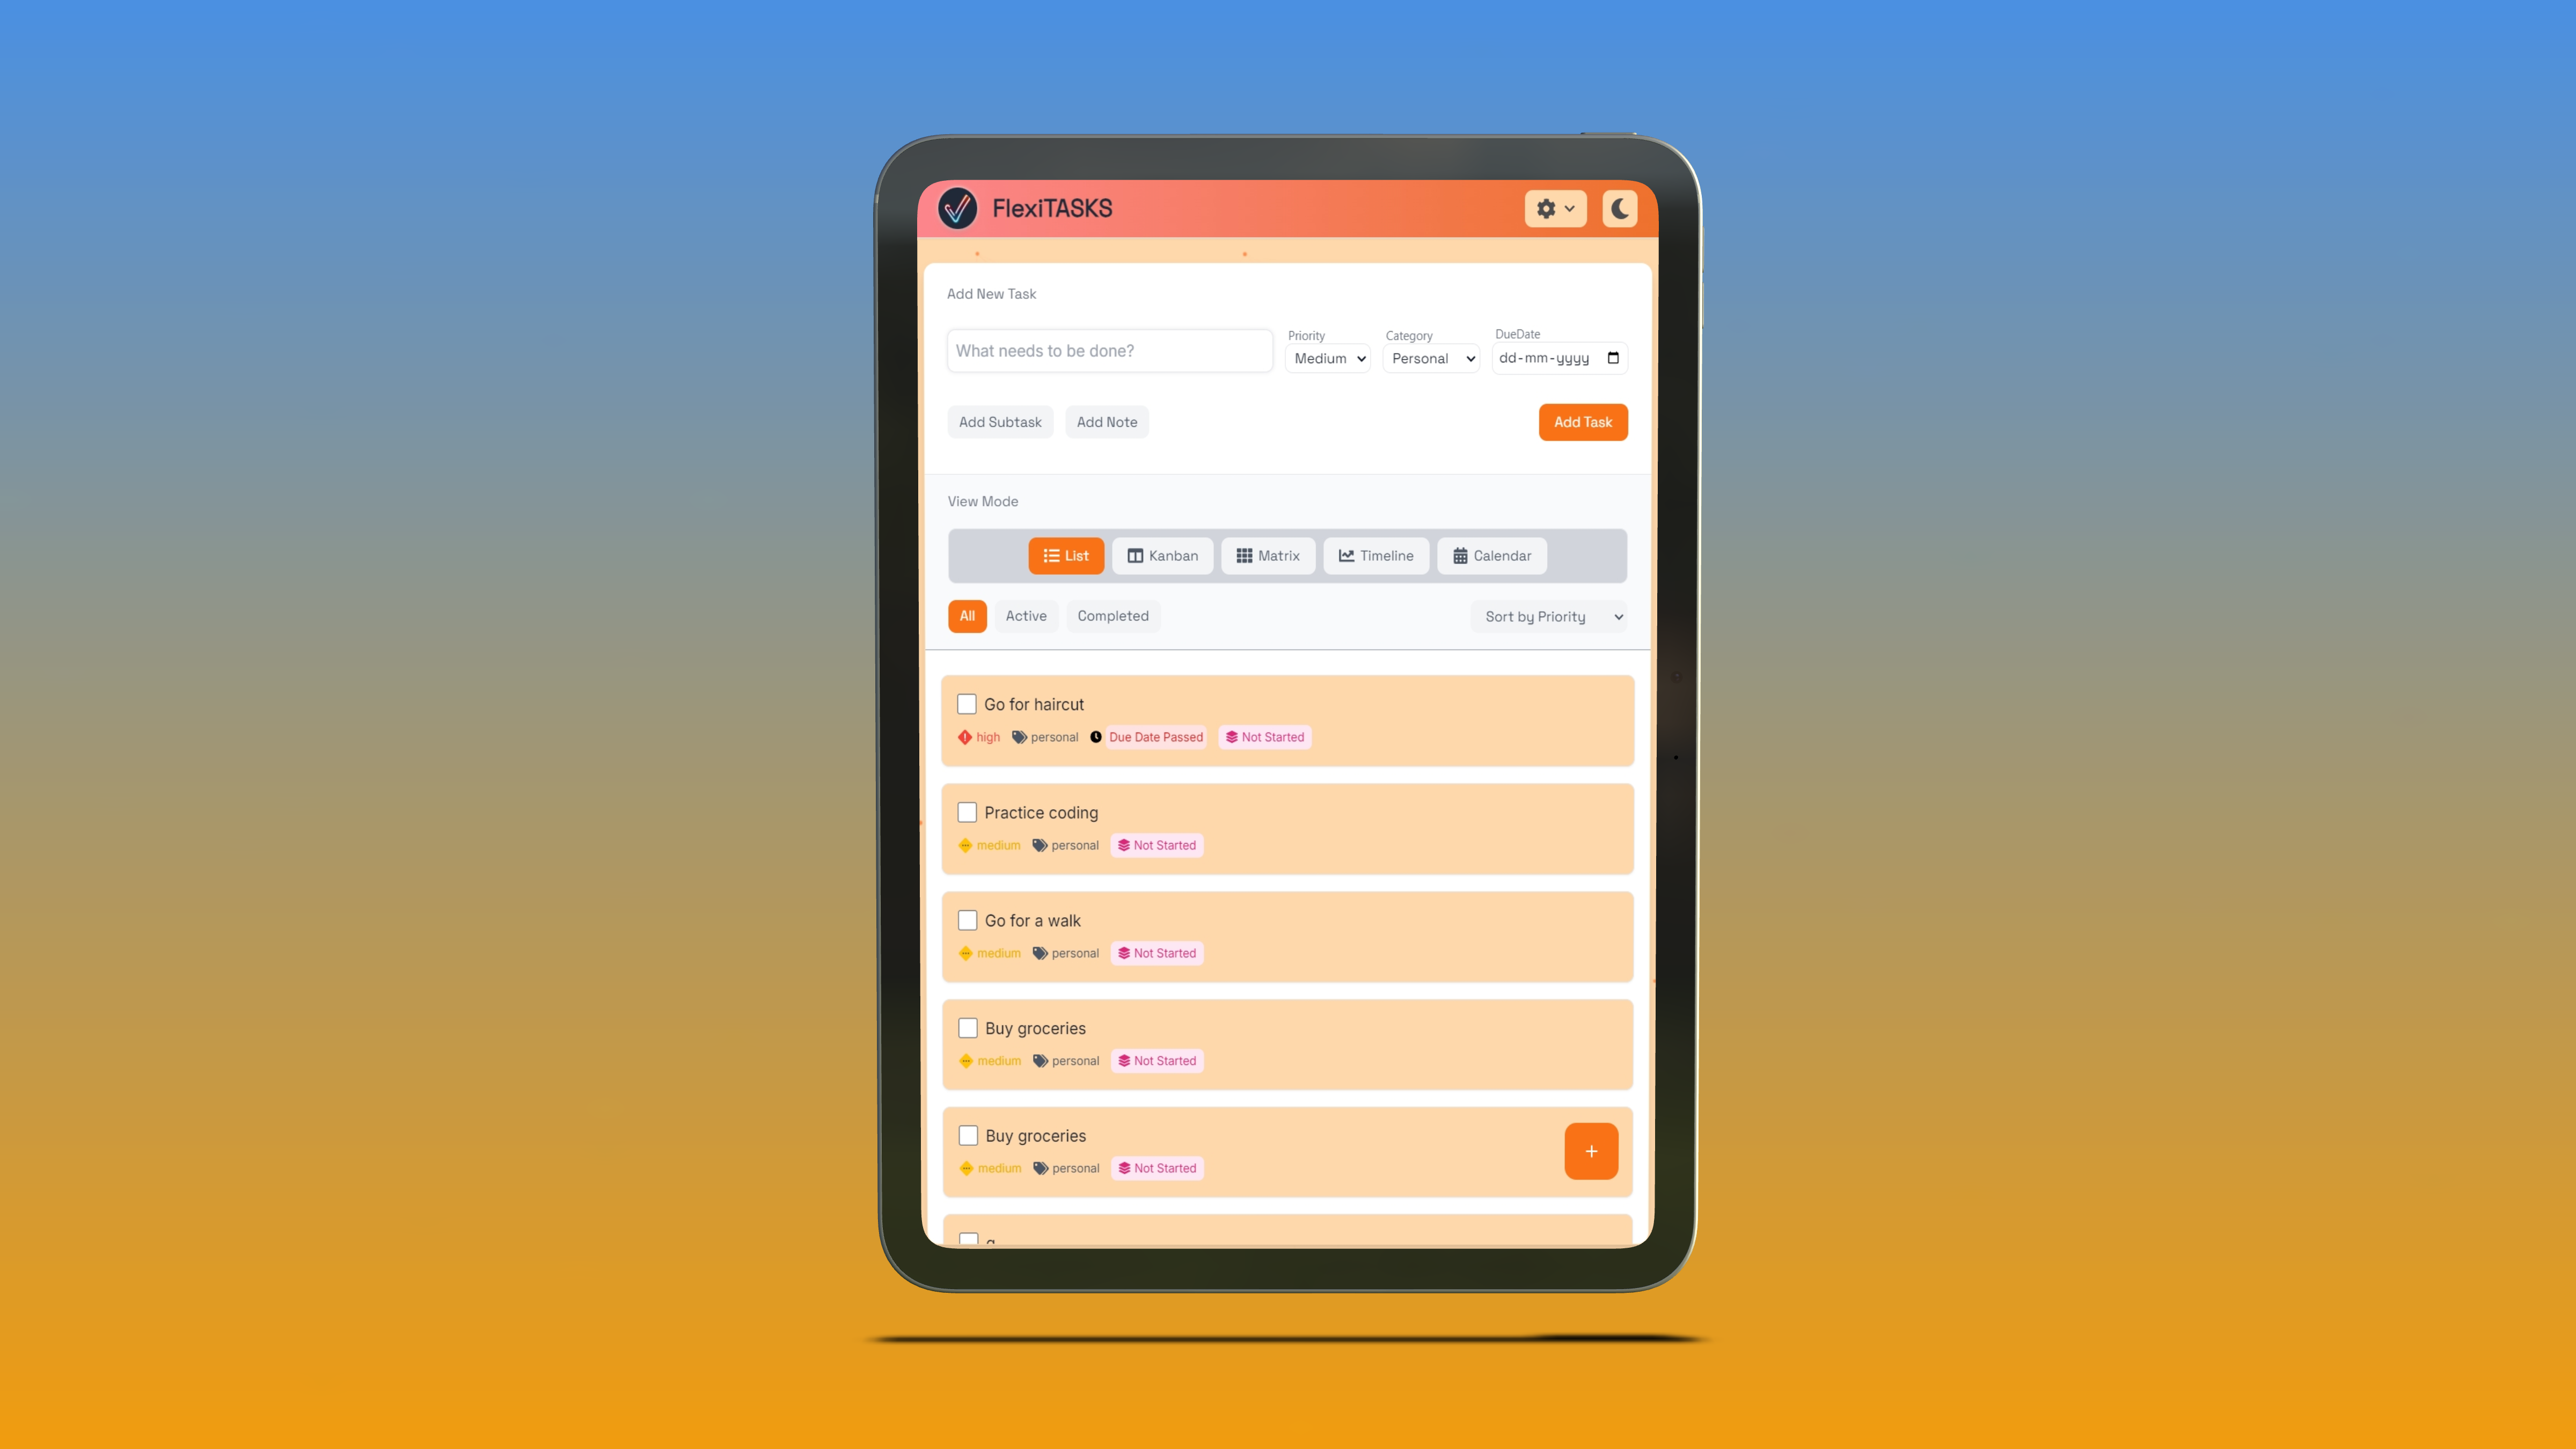 FlexiTASKS
Add New Task
What needs to be done?
Priority
Medium
Category
Personal
DueDate
dd-mm-yyyy
Add Subtask
Add Note
Add Task
View Mode
List
Kanban
Matrix
Timeline
Calendar
All
Active
Completed
Sort by Priority
Go for haircut
high personal Due Date Passed Not Started
Practice coding
medium personal Not Started
Go for a walk
medium personal Not Started
Buy groceries
medium personal Not Started
Buy groceries
medium personal Not Started
+